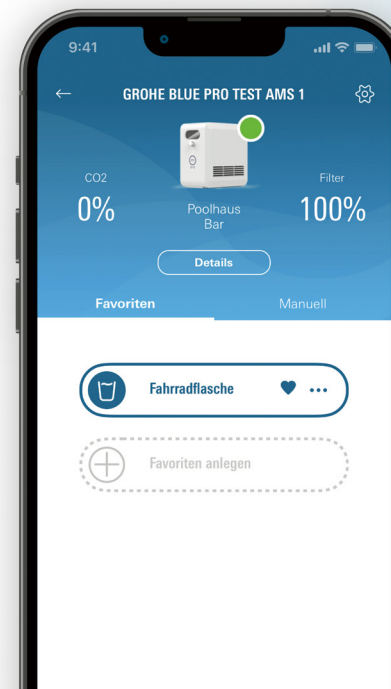 9:41
GROHE BLUE PRO TEST AMS 1
CO2
Filter
0%
Poolhaus
Bar
100%
Details
Favoriten
Manuell
Fahrradflasche
Favoriten anlegen